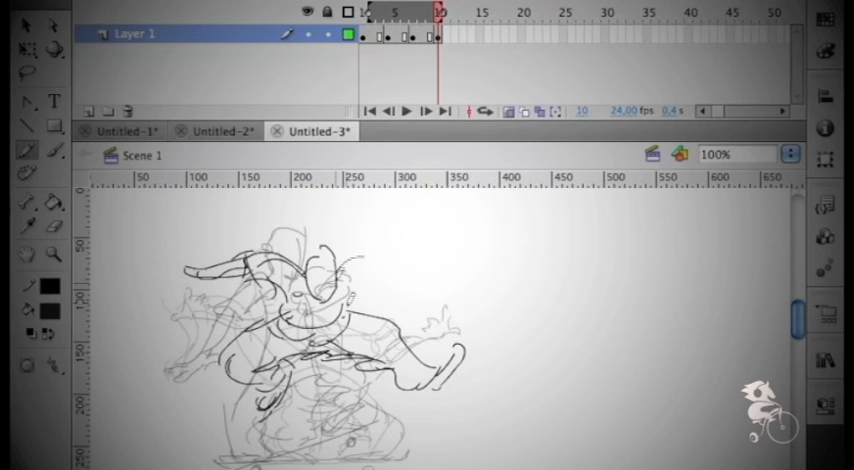 1 5 10 15 20 25 30 35 40 45 50
Layer 1
10 24.00 fps 0.4 s
Untitled-1* Untitled-2* Untitled-3*
Scene 1 100%
50 100 150 200 250 300 350 400 450 500 550 600 650
0
50
100
150
200
250